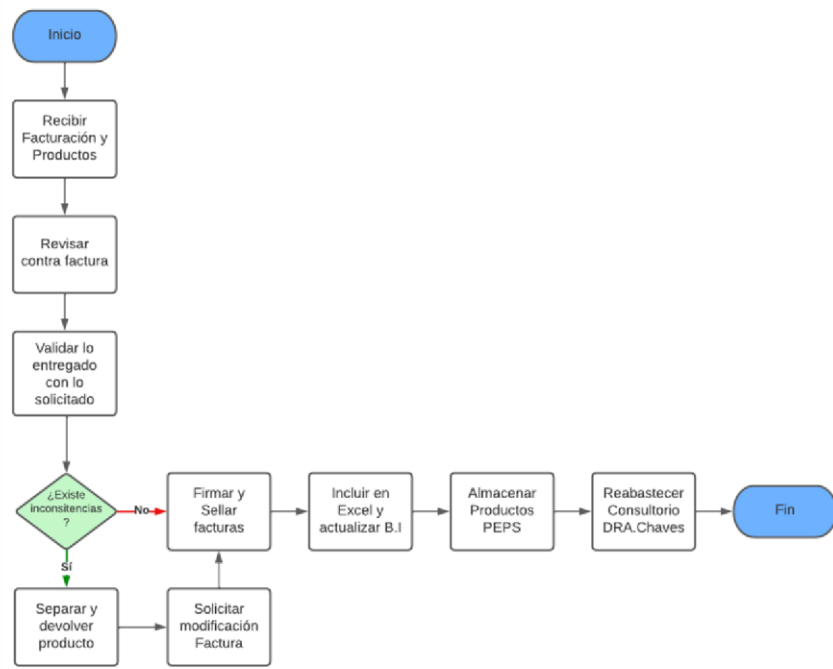 Inicio
Recibir
Facturación y
Productos
Revisar
contra factura
Validar lo
entregado
con lo
solicitado
¿Existe
inconsitencias
?
No
Sí
Firmar y
Sellar
facturas
Incluir en
Excel y
actualizar B.I
Almacenar
Productos
PEPS
Reabastecer
Consultorio
DRA.Chaves
Fin
Separar y
devolver
producto
Solicitar
modificación
Factura